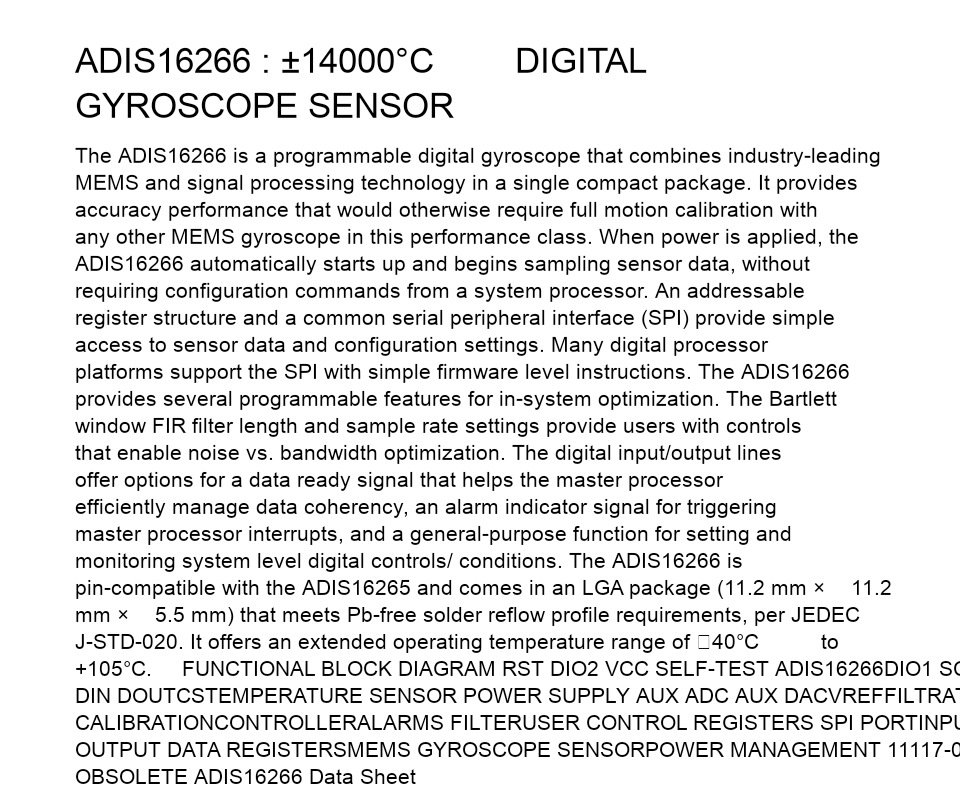 ADIS16266 : ±14000°C DIGITAL
GYROSCOPE SENSOR
The ADIS16266 is a programmable digital gyroscope that combines industry-leading
MEMS and signal processing technology in a single compact package. It provides
accuracy performance that would otherwise require full motion calibration with
any other MEMS gyroscope in this performance class. When power is applied, the
ADIS16266 automatically starts up and begins sampling sensor data, without
requiring configuration commands from a system processor. An addressable
register structure and a common serial peripheral interface (SPI) provide simple
access to sensor data and configuration settings. Many digital processor
platforms support the SPI with simple firmware level instructions. The ADIS16266
provides several programmable features for in-system optimization. The Bartlett
window FIR filter length and sample rate settings provide users with controls
that enable noise vs. bandwidth optimization. The digital input/output lines
offer options for a data ready signal that helps the master processor
efficiently manage data coherency, an alarm indicator signal for triggering
master processor interrupts, and a general-purpose function for setting and
monitoring system level digital controls/ conditions. The ADIS16266 is
pin-compatible with the ADIS16265 and comes in an LGA package (11.2 mm × 11.2
mm × 5.5 mm) that meets Pb-free solder reflow profile requirements, per JEDEC
J-STD-020. It offers an extended operating temperature range of □40°C to
+105°C. FUNCTIONAL BLOCK DIAGRAM RST DIO2 VCC SELF-TEST ADIS16266DIO1 SC
DIN DOUTCSTEMPERATURE SENSOR POWER SUPPLY AUX ADC AUX DACVREFFILTRAT
CALIBRATIONCONTROLLERALARMS FILTERUSER CONTROL REGISTERS SPI PORTINPU
OUTPUT DATA REGISTERSMEMS GYROSCOPE SENSORPOWER MANAGEMENT 11117-0
OBSOLETE ADIS16266 Data Sheet